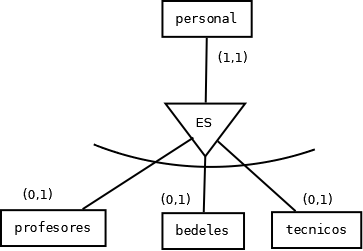 personal
(1,1)
ES
(0,1)
(0,1)
(0,1)
profesores
bedeles
tecnicos